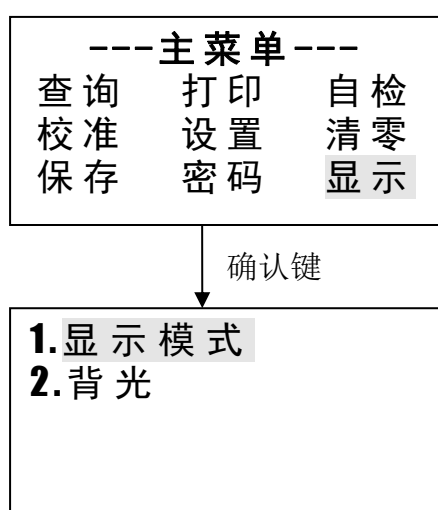 ---主菜单---
查询 打印 自检
校准 设置 清零
保存 密码 显示
确认键
1.显示模式
2.背光